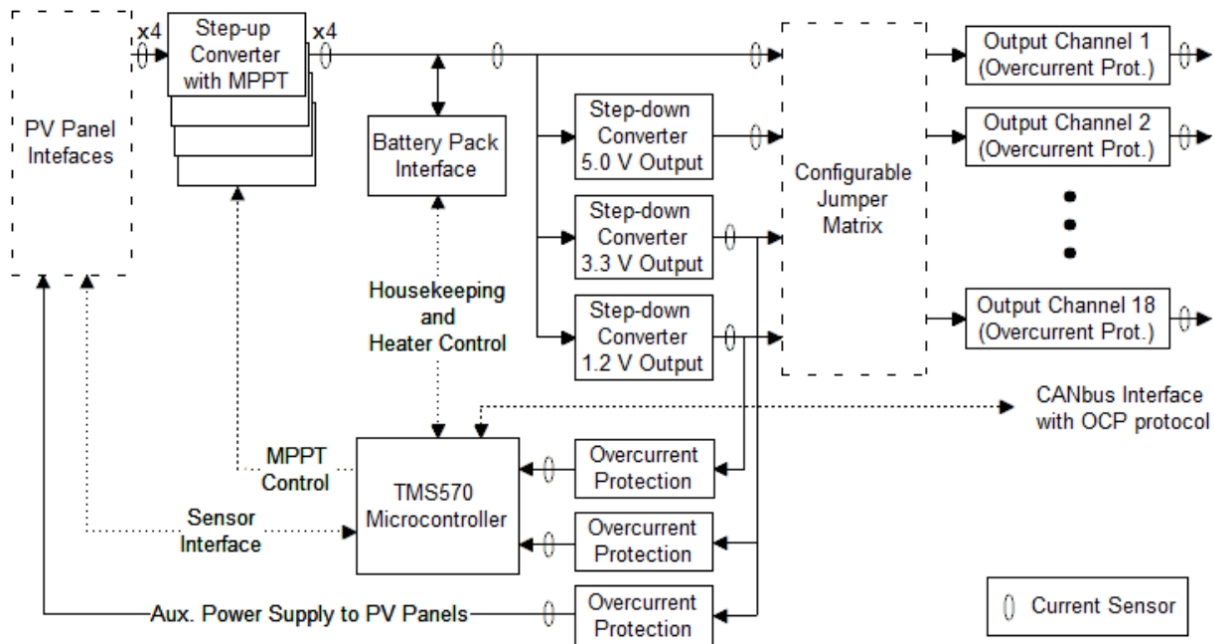 x4
Step-up
Converter
with MPPT
x4
PV Panel
Intefaces
Battery Pack
Interface
Step-down
Converter
5.0 V Output
Step-down
Converter
3.3 V Output
Step-down
Converter
1.2 V Output
Configurable
Jumper
Matrix
Output Channel 1
(Overcurrent Prot.)
Output Channel 2
(Overcurrent Prot.)
Output Channel 18
(Overcurrent Prot.)
Housekeeping
and
Heater Control
CANbus Interface
with OCP protocol
MPPT
Control
TMS570
Microcontroller
Sensor
Interface
Overcurrent
Protection
Overcurrent
Protection
Overcurrent
Protection
Aux. Power Supply to PV Panels
Current Sensor